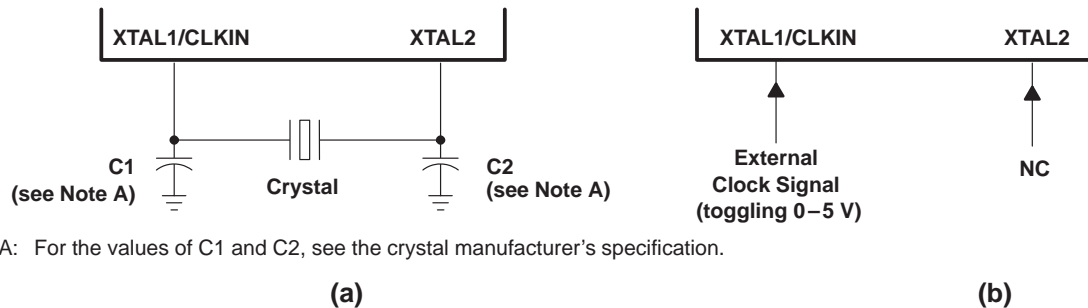 XTAL1/CLKIN XTAL2 XTAL1/CLKIN XTAL2
C1
(see Note A)
Crystal
C2
(see Note A)
External
Clock Signal
(toggling 0–5 V)
NC
A: For the values of C1 and C2, see the crystal manufacturer’s specification.
(a) (b)